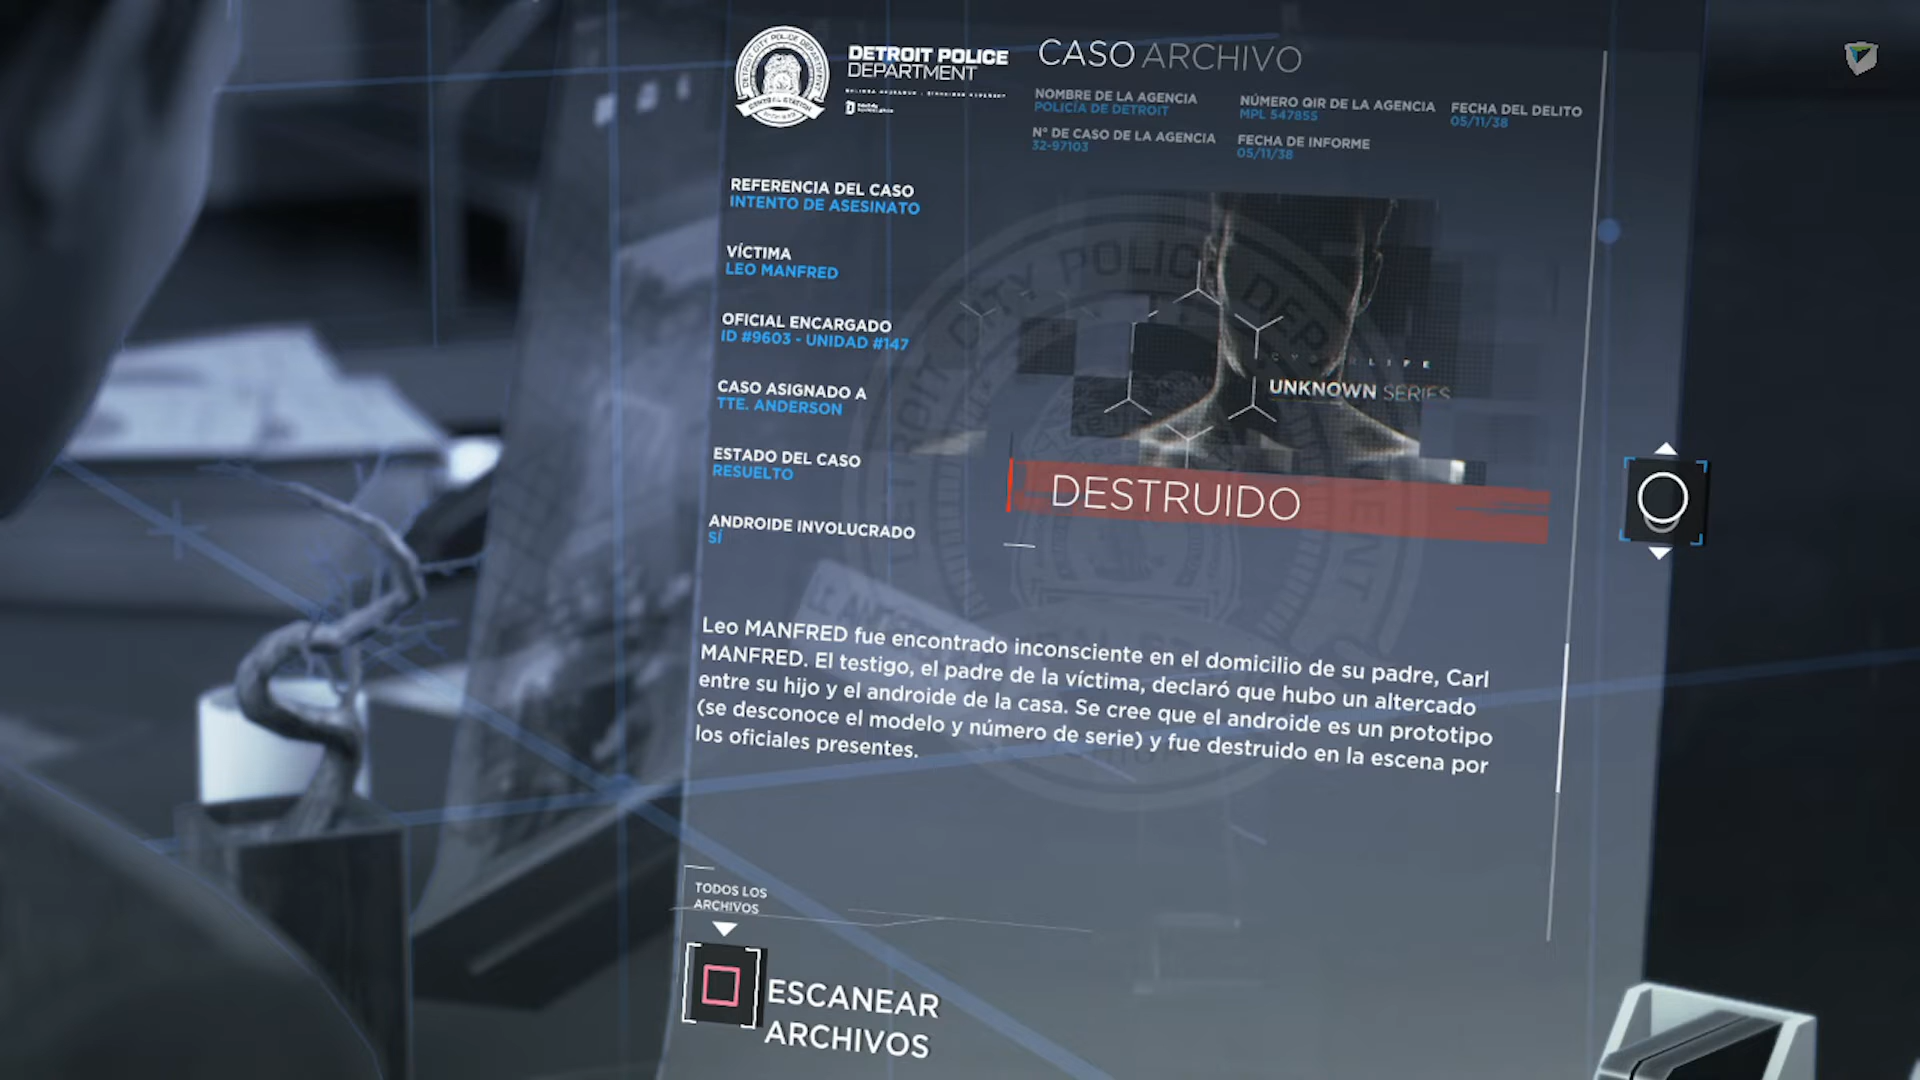 DETROIT POLICE
DEPARTMENT
CASO ARCHIVO
NOMBRE DE LA AGENCIA
POLICÍA DE DETROIT
NÚMERO QIR DE LA AGENCIA
MPL 54785S
FECHA DEL DELITO
05/11/38
N° DE CASO DE LA AGENCIA
32-97103
FECHA DE INFORME
05/11/38
REFERENCIA DEL CASO
INTENTO DE ASESINATO
VÍCTIMA
LEO MANFRED
OFICIAL ENCARGADO
ID #9603 - UNIDAD #147
CASO ASIGNADO A
TTE. ANDERSON
ESTADO DEL CASO
RESUELTO
ANDROIDE INVOLUCRADO
SÍ
CYBERLIFE
UNKNOWN SERIES
DESTRUIDO
Leo MANFRED fue encontrado inconsciente en el domicilio de su padre, Carl
MANFRED. El testigo, el padre de la víctima, declaró que hubo un altercado
entre su hijo y el androide de la casa. Se cree que el androide es un prototipo
(se desconoce el modelo y número de serie) y fue destruido en la escena por
los oficiales presentes.
TODOS LOS
ARCHIVOS
ESCANEAR
ARCHIVOS